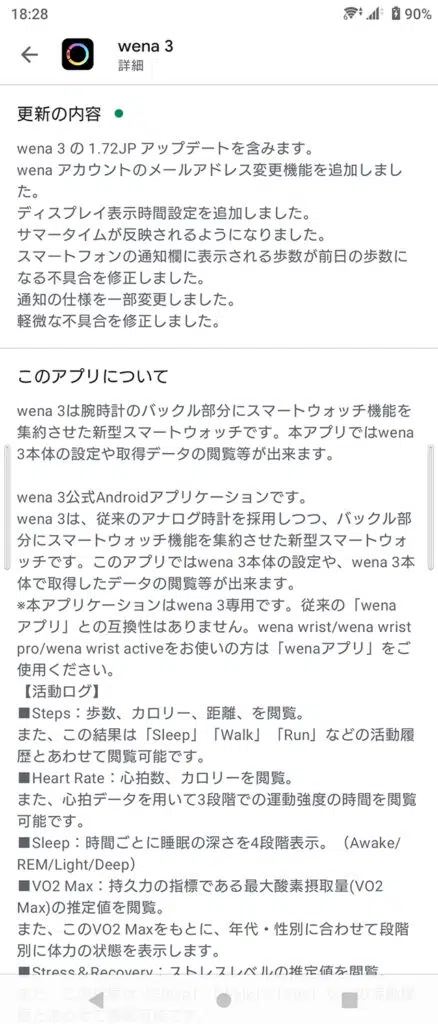 18:28
90%
wena 3
詳細
更新の内容
wena 3 の 1.72JP アップデートを含みます。
wena アカウントのメールアドレス変更機能を追加しまし
た。
ディスプレイ表示時間設定を追加しました。
サマータイムが反映されるようになりました。
スマートフォンの通知欄に表示される歩数が前日の歩数に
なる不具合を修正しました。
通知の仕様を一部変更しました。
軽微な不具合を修正しました。
このアプリについて
wena 3は腕時計のバックル部分にスマートウォッチ機能を
集約させた新型スマートウォッチです。本アプリではwena
3本体の設定や取得データの閲覧等が出来ます。
wena 3公式Androidアプリケーションです。
wena 3は、従来のアナログ時計を採用しつつ、バックル部
分にスマートウォッチ機能を集約させた新型スマートウォ
ッチです。このアプリではwena 3本体の設定や、wena 3本
体で取得したデータの閲覧等が出来ます。
※本アプリケーションはwena 3専用です。従来の「wena
アプリ」との互換性はありません。wena wrist/wena wrist
pro/wena wrist activeをお使いの方は「wenaアプリ」をご
使用ください。
【活動ログ】
■Steps：歩数、カロリー、距離、を閲覧。
また、この結果は「Sleep」「Walk」「Run」などの活動履
歴とあわせて閲覧可能です。
■Heart Rate：心拍数、カロリーを閲覧。
また、心拍データを用いて3段階での運動強度の時間を閲覧
可能です。
■Sleep：時間ごとに睡眠の深さを4段階表示。（Awake/
REM/Light/Deep）
■VO2 Max：持久力の指標である最大酸素摂取量(VO2
Max)の推定値を閲覧。
また、このVO2 Maxをもとに、年代・性別に合わせて段階
別に体力の状態を表示します。
■Stress＆Recovery：ストレスレベルの推定値を閲覧。